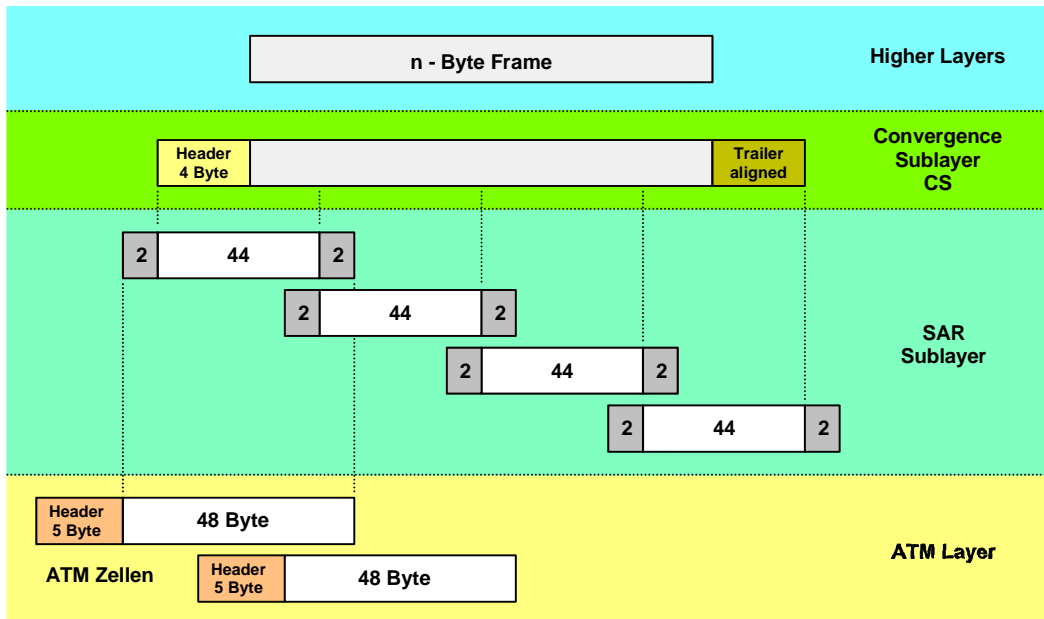 n - Byte Frame
Higher Layers
Header
4 Byte
Trailer
aligned
Convergence
Sublayer
CS
2 44 2
2 44 2
2 44 2
2 44 2
SAR
Sublayer
Header
5 Byte
48 Byte
ATM Zellen
Header
5 Byte
48 Byte
ATM Layer